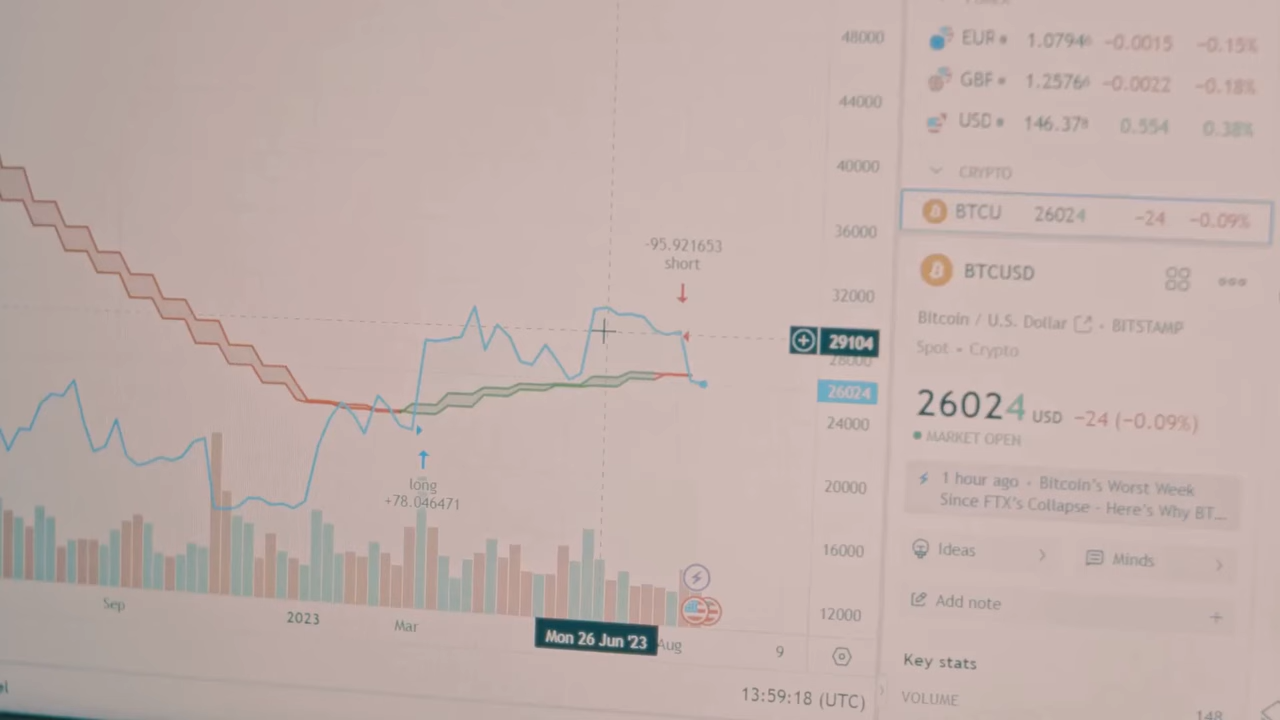 48000
44000
40000
36000
32000
29104
28000
26024
24000
20000
16000
12000
-95.921653
short
long
+78.046471
Sep
2023
Mar
Mon 26 Jun '23
Aug
9
13:59:18 (UTC)
EUR 1.0794 -0.0015 -0.15%
GBP 1.2576 -0.0022 -0.18%
USD 146.37 0.554 0.38%
CRYPTO
BTCU 26024 -24 -0.09%
BTCUSD
Bitcoin / U.S. Dollar • BITSTAMP
Spot • Crypto
26024 USD -24 (-0.09%)
MARKET OPEN
1 hour ago • Bitcoin's Worst Week
Since FTX's Collapse - Here's Why BT...
Ideas
Minds
Add note
Key stats
VOLUME
148